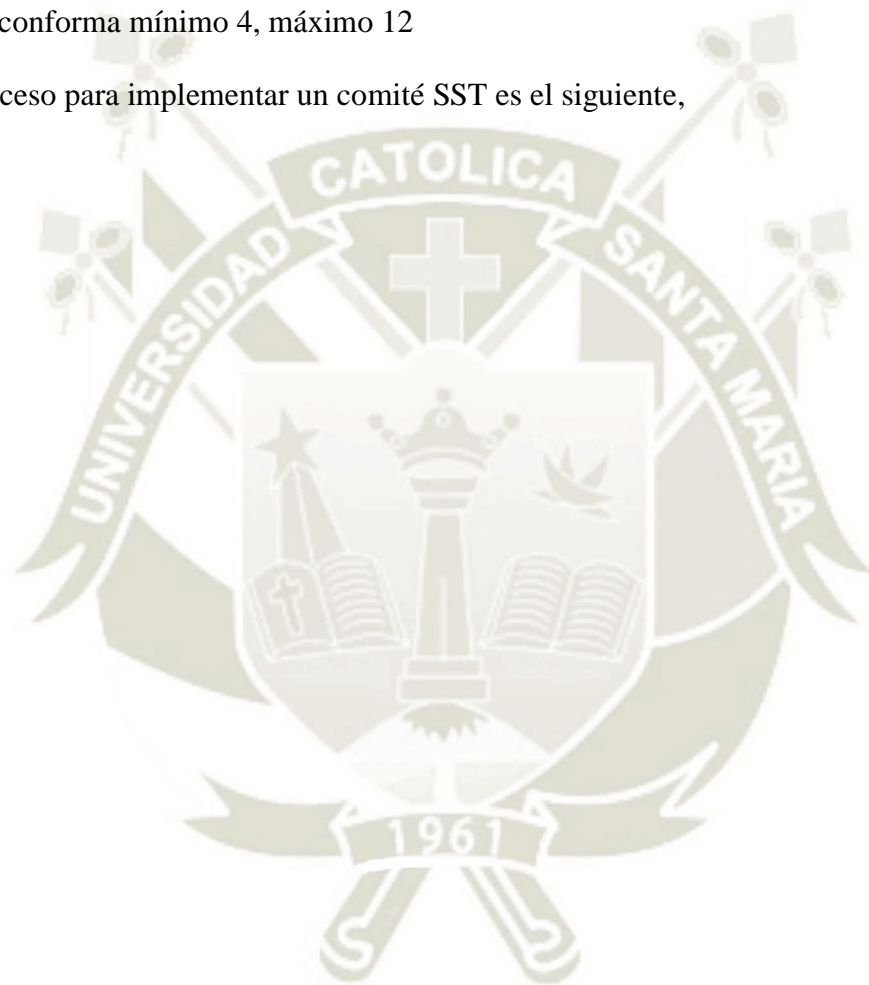 conforma mínimo 4, máximo 12
ceso para implementar un comité SST es el siguiente,
UNIVERSIDAD CATOLICA SANTA MARIA
1961